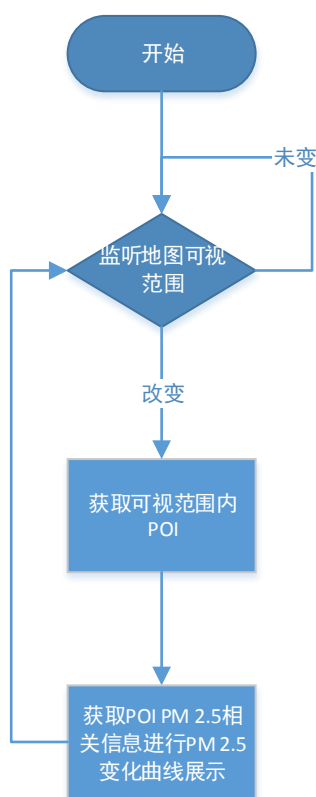 开始
未变
监听地图可视
范围
改变
获取可视范围内
POI
获取POI PM 2.5相
关信息进行PM 2.5
变化曲线展示